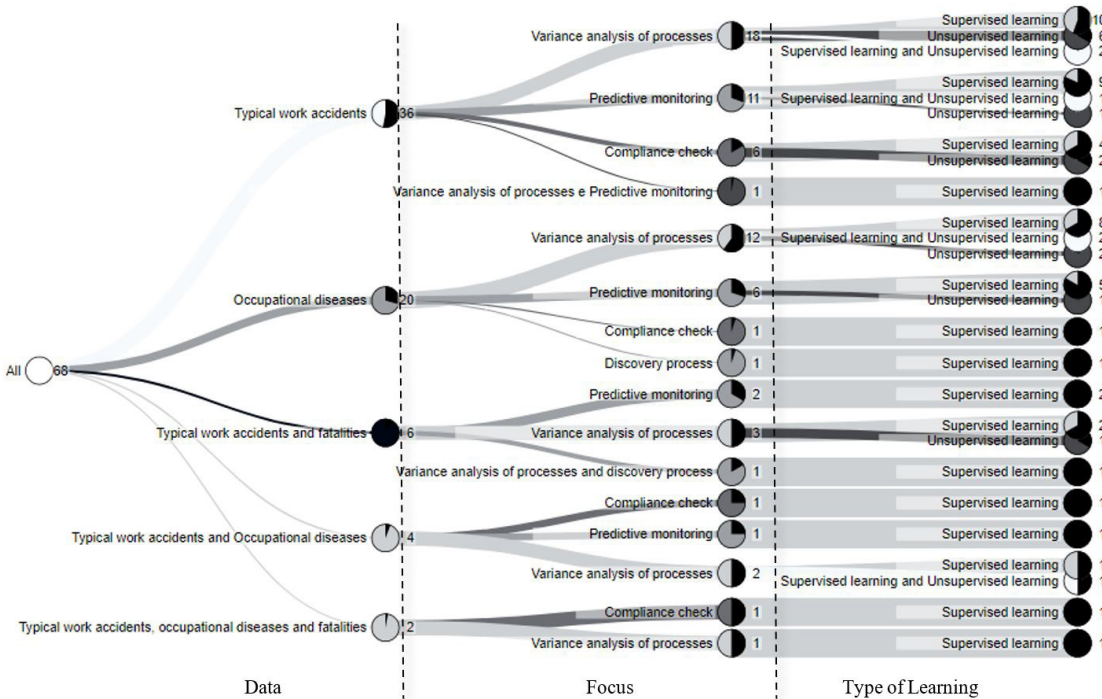 All
68
Typical work accidents
36
Variance analysis of processes
18
Supervised learning
10
Unsupervised learning
6
Supervised learning and Unsupervised learning
2
Predictive monitoring
11
Supervised learning
9
Supervised learning and Unsupervised learning
1
Unsupervised learning
1
Compliance check
6
Supervised learning
4
Unsupervised learning
2
Variance analysis of processes e Predictive monitoring
1
Supervised learning
1
Occupational diseases
20
Variance analysis of processes
12
Supervised learning
8
Supervised learning and Unsupervised learning
2
Unsupervised learning
2
Predictive monitoring
6
Supervised learning
5
Unsupervised learning
1
Compliance check
1
Supervised learning
1
Discovery process
1
Supervised learning
1
Typical work accidents and fatalities
6
Predictive monitoring
2
Supervised learning
2
Variance analysis of processes
3
Supervised learning
2
Unsupervised learning
1
Variance analysis of processes and discovery process
1
Supervised learning
1
Typical work accidents and Occupational diseases
4
Compliance check
1
Supervised learning
1
Predictive monitoring
1
Supervised learning
1
Variance analysis of processes
2
Supervised learning
1
Supervised learning and Unsupervised learning
1
Typical work accidents, occupational diseases and fatalities
2
Compliance check
1
Supervised learning
1
Variance analysis of processes
1
Supervised learning
1
Data
Focus
Type of Learning